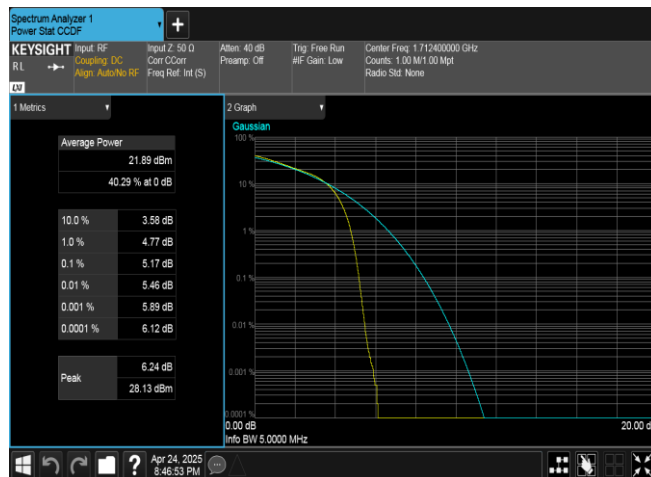 Spectrum Analyzer 1
Power Stat CCDF
+
KEYSIGHT
RL
LXI
Input: RF
Coupling: DC
Align: Auto/No RF
Input Z: 50 Ω
Corr CCorr
Freq Ref: Int (S)
Atten: 40 dB
Preamp: Off
Trig: Free Run
#IF Gain: Low
Center Freq: 1.712400000 GHz
Counts: 1.00 M/1.00 Mpt
Radio Std: None
1 Metrics
Average Power
21.89 dBm
40.29 % at 0 dB
10.0 % 3.58 dB
1.0 % 4.77 dB
0.1 % 5.17 dB
0.01 % 5.46 dB
0.001 % 5.89 dB
0.0001 % 6.12 dB
Peak
6.24 dB
28.13 dBm
2 Graph
Gaussian
100 %
10 %
1 %
0.1 %
0.01 %
0.001 %
0.0001 %
0.00 dB
20.00 d
Info BW 5.0000 MHz
?
Apr 24, 2025
8:46:53 PM